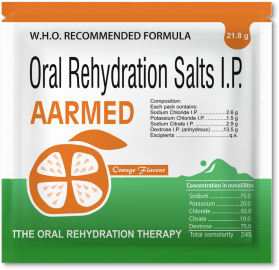 W.H.O. RECOMMENDED FORMULA
21.8 g
Oral Rehydration Salts I.P.
AARMED
Composition:
Each pack contains:
Sodium Chloride I.P. 2.6 g
Potassium Chloride I.P. 1.5 g
Sodium Citrate I.P. 2.9 g
Dextrose I.P. (anhydrous) 13.5 g
Excipients q.s.
Orange Flavour
Concentration in mmol/litre
Sodium 75.0
Potassium 20.0
Chloride 65.0
Citrate 10.0
Dextrose 75.0
Total osmolarity 245
TTHE ORAL REHYDRATION THERAPY